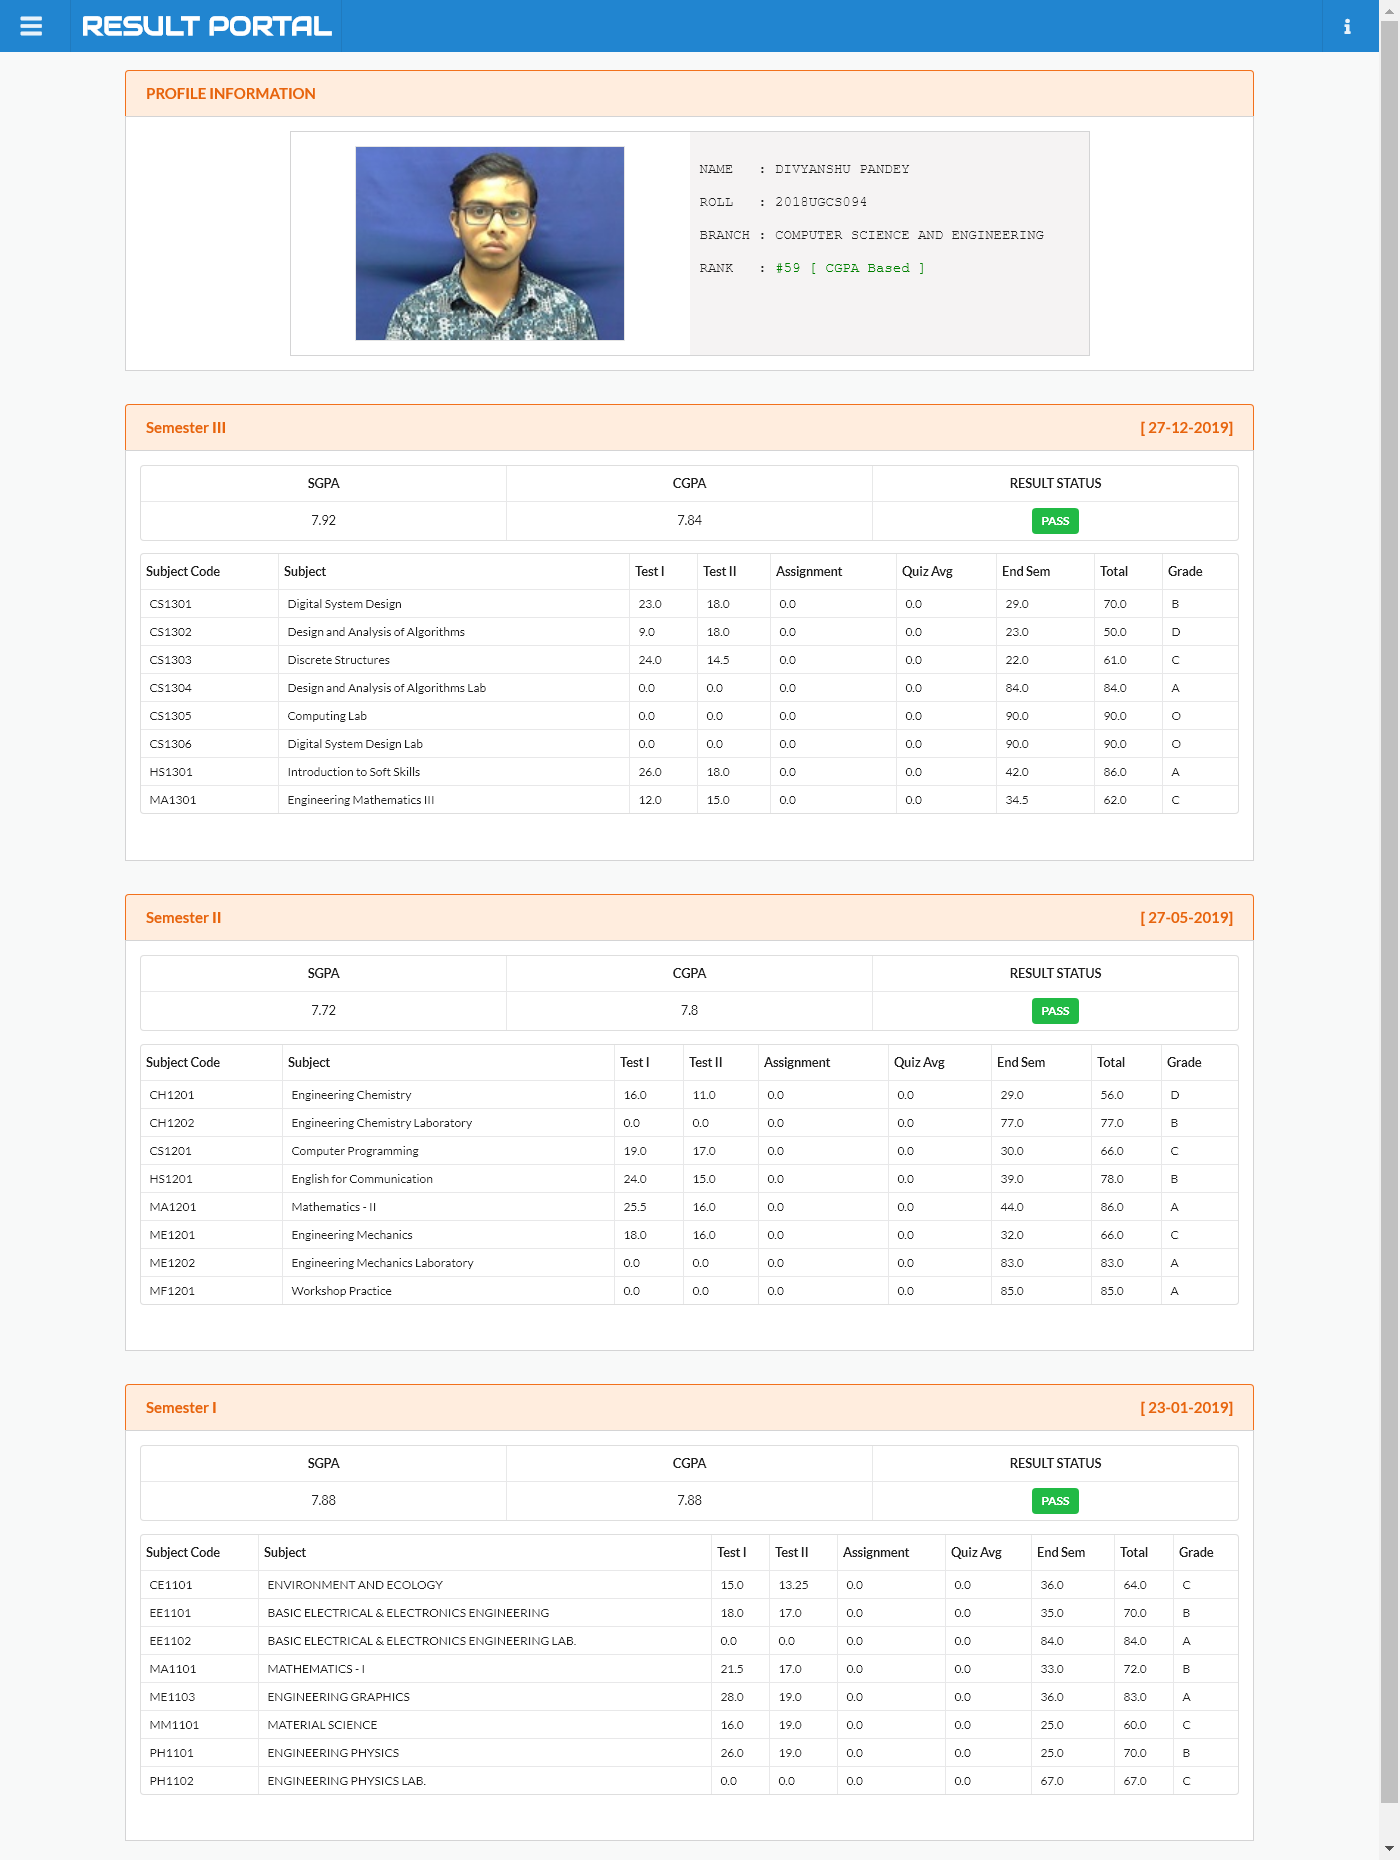 RESULT PORTAL
PROFILE INFORMATION
NAME : DIVYANSHU PANDEY
ROLL : 2018UGCS094
BRANCH : COMPUTER SCIENCE AND ENGINEERING
RANK : #59 [ CGPA Based ]
Semester III [ 27-12-2019]
SGPA CGPA RESULT STATUS
7.92 7.84 PASS
Subject Code Subject Test I Test II Assignment Quiz Avg End Sem Total Grade
CS1301 Digital System Design 23.0 18.0 0.0 0.0 29.0 70.0 B
CS1302 Design and Analysis of Algorithms 9.0 18.0 0.0 0.0 23.0 50.0 D
CS1303 Discrete Structures 24.0 14.5 0.0 0.0 22.0 61.0 C
CS1304 Design and Analysis of Algorithms Lab 0.0 0.0 0.0 0.0 84.0 84.0 A
CS1305 Computing Lab 0.0 0.0 0.0 0.0 90.0 90.0 O
CS1306 Digital System Design Lab 0.0 0.0 0.0 0.0 90.0 90.0 O
HS1301 Introduction to Soft Skills 26.0 18.0 0.0 0.0 42.0 86.0 A
MA1301 Engineering Mathematics III 12.0 15.0 0.0 0.0 34.5 62.0 C
Semester II [ 27-05-2019]
SGPA CGPA RESULT STATUS
7.72 7.8 PASS
Subject Code Subject Test I Test II Assignment Quiz Avg End Sem Total Grade
CH1201 Engineering Chemistry 16.0 11.0 0.0 0.0 29.0 56.0 D
CH1202 Engineering Chemistry Laboratory 0.0 0.0 0.0 0.0 77.0 77.0 B
CS1201 Computer Programming 19.0 17.0 0.0 0.0 30.0 66.0 C
HS1201 English for Communication 24.0 15.0 0.0 0.0 39.0 78.0 B
MA1201 Mathematics - II 25.5 16.0 0.0 0.0 44.0 86.0 A
ME1201 Engineering Mechanics 18.0 16.0 0.0 0.0 32.0 66.0 C
ME1202 Engineering Mechanics Laboratory 0.0 0.0 0.0 0.0 83.0 83.0 A
MF1201 Workshop Practice 0.0 0.0 0.0 0.0 85.0 85.0 A
Semester I [ 23-01-2019]
SGPA CGPA RESULT STATUS
7.88 7.88 PASS
Subject Code Subject Test I Test II Assignment Quiz Avg End Sem Total Grade
CE1101 ENVIRONMENT AND ECOLOGY 15.0 13.25 0.0 0.0 36.0 64.0 C
EE1101 BASIC ELECTRICAL & ELECTRONICS ENGINEERING 18.0 17.0 0.0 0.0 35.0 70.0 B
EE1102 BASIC ELECTRICAL & ELECTRONICS ENGINEERING LAB. 0.0 0.0 0.0 0.0 84.0 84.0 A
MA1101 MATHEMATICS - I 21.5 17.0 0.0 0.0 33.0 72.0 B
ME1103 ENGINEERING GRAPHICS 28.0 19.0 0.0 0.0 36.0 83.0 A
MM1101 MATERIAL SCIENCE 16.0 19.0 0.0 0.0 25.0 60.0 C
PH1101 ENGINEERING PHYSICS 26.0 19.0 0.0 0.0 25.0 70.0 B
PH1102 ENGINEERING PHYSICS LAB. 0.0 0.0 0.0 0.0 67.0 67.0 C